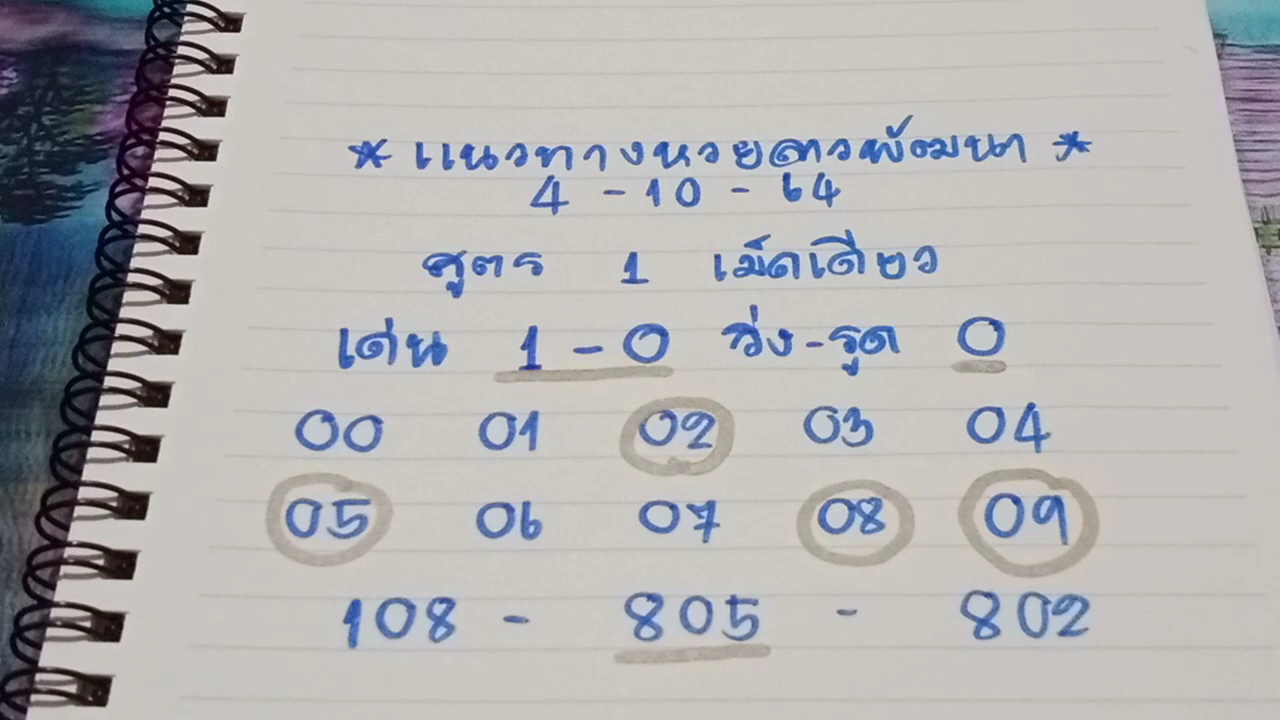 * แนวทางหวยลาวพัฒนา *
4 - 10 - 64
สูตร 1 เม็ดเดียว
เด่น 1 - 0 วิ่ง - รูด 0
00 01 02 03 04
05 06 07 08 09
108 - 805 - 802